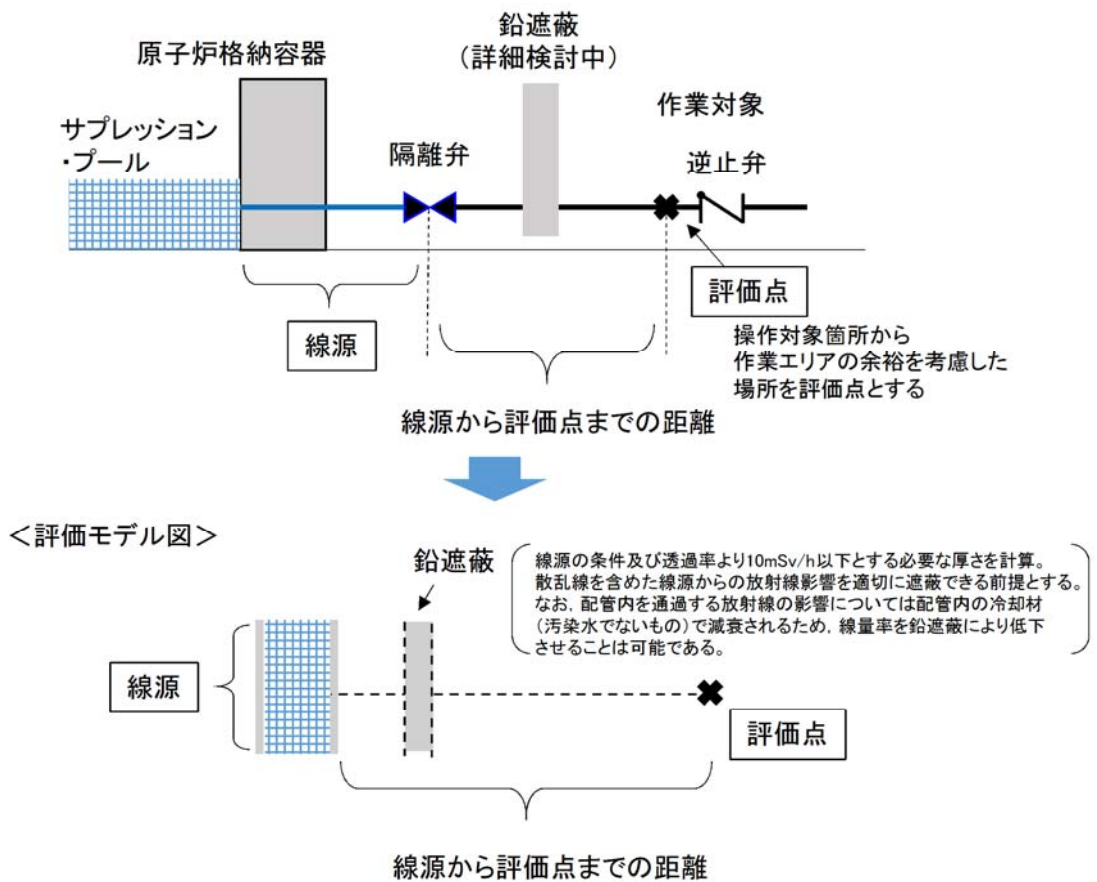 鉛遮蔽
（詳細検討中）
原子炉格納容器
作業対象
サプレッション
・プール
隔離弁
逆止弁
評価点
線源
操作対象箇所から
作業エリアの余裕を考慮した
場所を評価点とする
線源から評価点までの距離
＜評価モデル図＞
鉛遮蔽
線源の条件及び透過率より10mSv/h以下とする必要な厚さを計算。
散乱線を含めた線源からの放射線影響を適切に遮蔽できる前提とする。
なお，配管内を通過する放射線の影響については配管内の冷却材
（汚染水でないもの）で減衰されるため，線量率を鉛遮蔽により低下
させることは可能である。
線源
評価点
線源から評価点までの距離